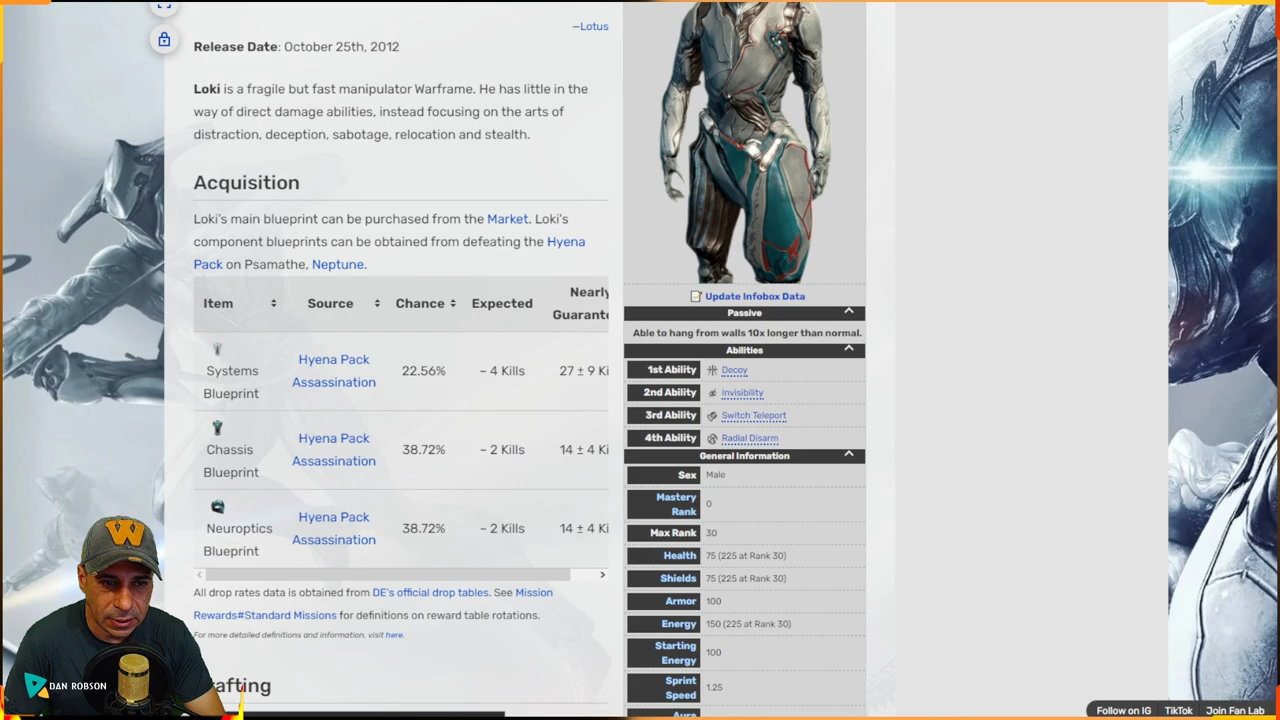 —Lotus
Release Date: October 25th, 2012
Loki is a fragile but fast manipulator Warframe. He has little in the
way of direct damage abilities, instead focusing on the arts of
distraction, deception, sabotage, relocation and stealth.
Acquisition
Loki's main blueprint can be purchased from the Market. Loki's
component blueprints can be obtained from defeating the Hyena
Pack on Psamathe, Neptune.
Item Source Chance Expected Nearly
Guarante
Systems
Blueprint
Hyena Pack
Assassination
22.56% ~ 4 Kills 27 ± 9 Ki
Chassis
Blueprint
Hyena Pack
Assassination
38.72% ~ 2 Kills 14 ± 4 Ki
Neuroptics
Blueprint
Hyena Pack
Assassination
38.72% ~ 2 Kills 14 ± 4 Ki
All drop rates data is obtained from DE's official drop tables. See Mission
Rewards#Standard Missions for definitions on reward table rotations.
For more detailed definitions and information, visit here.
rafting
Update Infobox Data
Passive
Able to hang from walls 10x longer than normal.
Abilities
1st Ability Decoy
2nd Ability Invisibility
3rd Ability Switch Teleport
4th Ability Radial Disarm
General Information
Sex Male
Mastery
Rank
0
Max Rank 30
Health 75 (225 at Rank 30)
Shields 75 (225 at Rank 30)
Armor 100
Energy 150 (225 at Rank 30)
Starting
Energy
100
Sprint
Speed
1.25
Aura
W
DAN ROBSON
Follow on IG TikTok Join Fan Lab